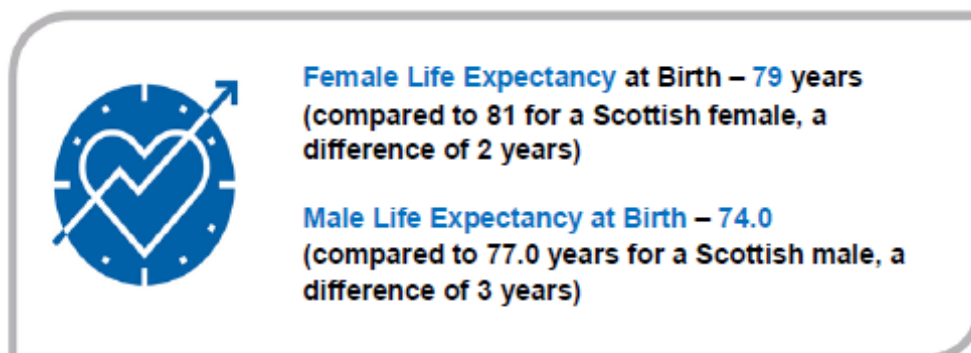 Female Life Expectancy at Birth – 79 years
(compared to 81 for a Scottish female, a
difference of 2 years)
Male Life Expectancy at Birth – 74.0
(compared to 77.0 years for a Scottish male, a
difference of 3 years)